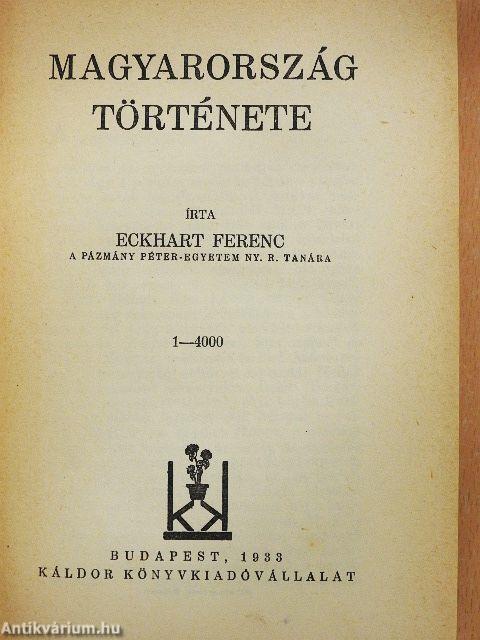 MAGYARORSZÁG
TÖRTÉNETE
ÍRTA
ECKHART FERENC
A PÁZMÁNY PÉTER-EGYETEM NY. R. TANÁRA
1—4000
BUDAPEST, 1933
KÁLDOR KÖNYVKIADÓVÁLLALAT
Antikvárium.hu